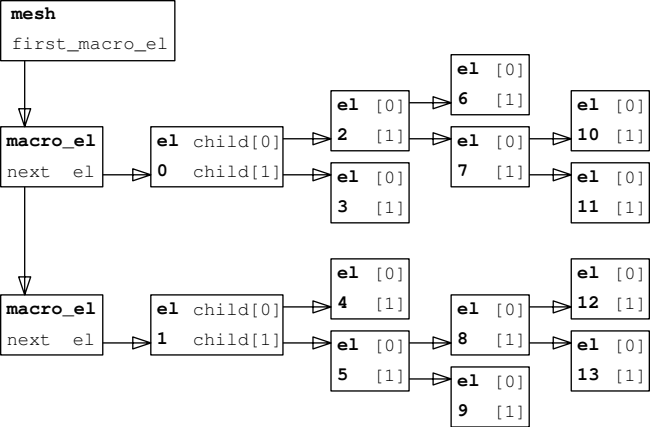 mesh
first_macro_el
macro_el
next el
el child[0]
0 child[1]
el [0]
2 [1]
el [0]
3 [1]
el [0]
6 [1]
el [0]
7 [1]
el [0]
10 [1]
el [0]
11 [1]
macro_el
next el
el child[0]
1 child[1]
el [0]
4 [1]
el [0]
5 [1]
el [0]
8 [1]
el [0]
9 [1]
el [0]
12 [1]
el [0]
13 [1]